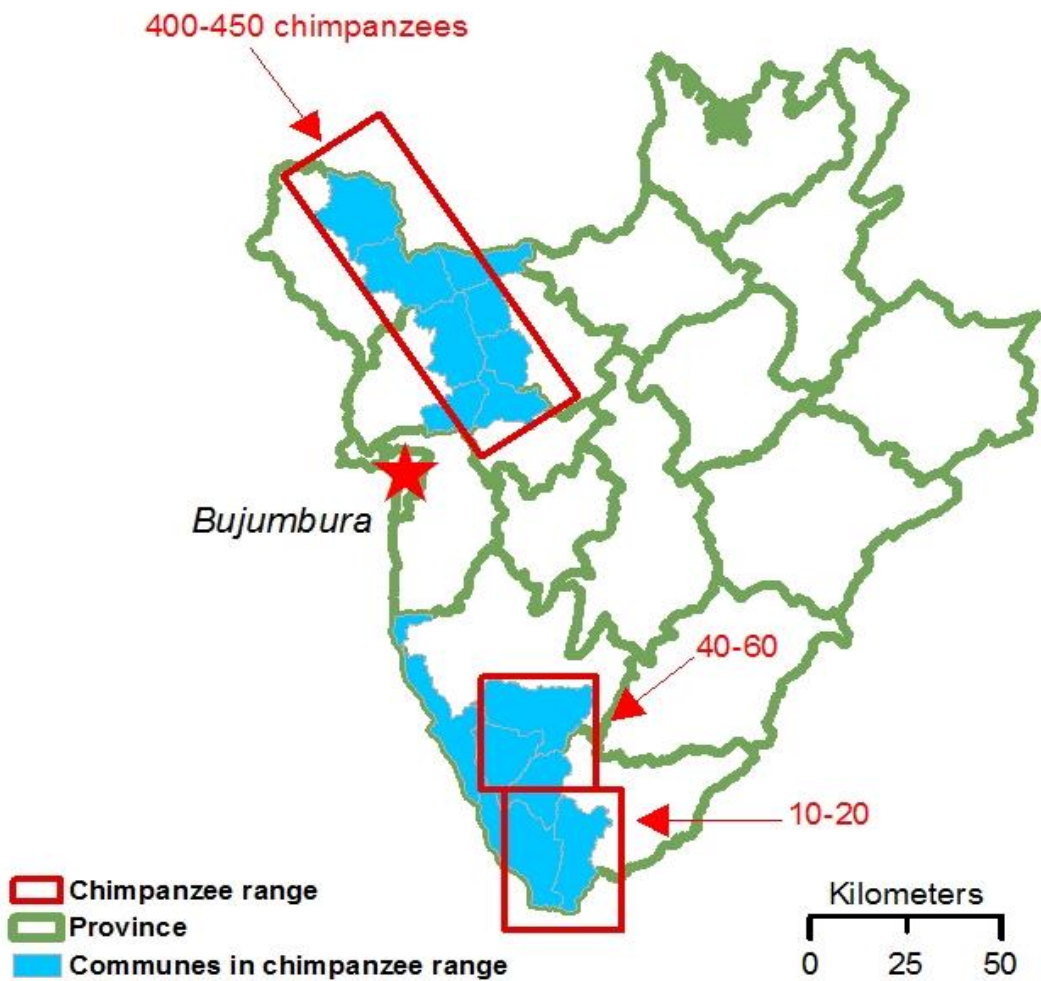 400-450 chimpanzees
Bujumbura
40-60
10-20
Chimpanzee range
Province
Communes in chimpanzee range
Kilometers
0 25 50